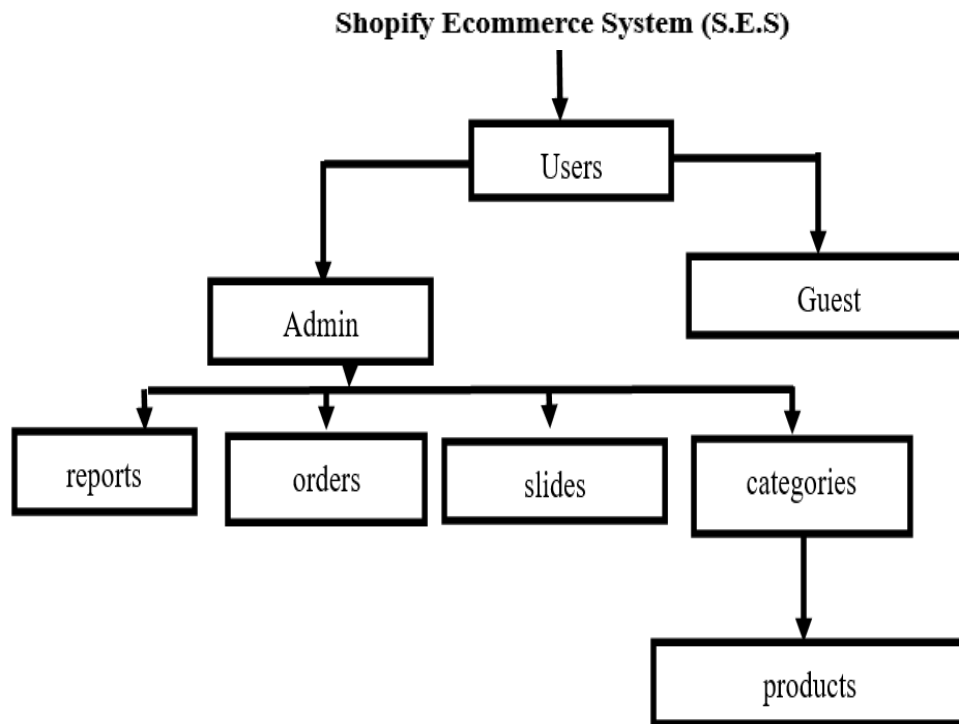 Shopify Ecommerce System (S.E.S)
Users
Admin
Guest
reports
orders
slides
categories
products